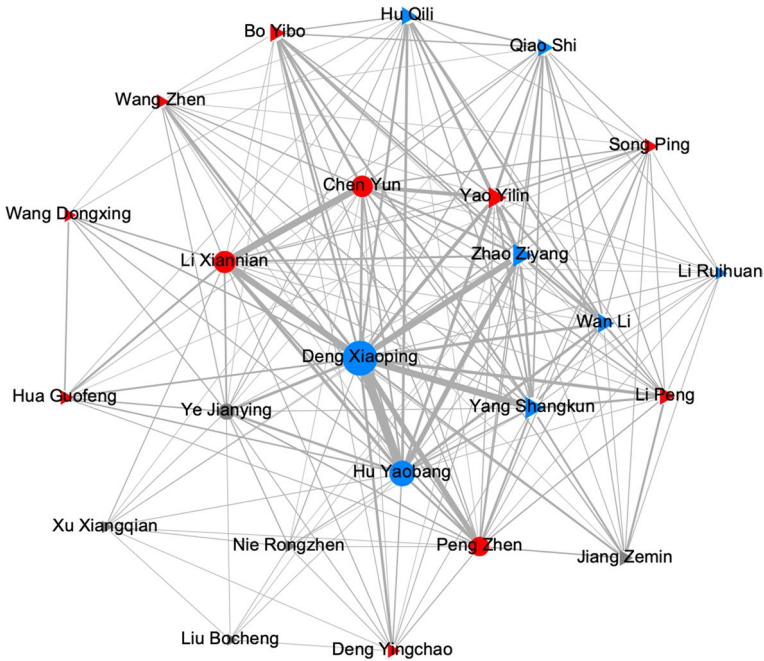 Hu Qili
Bo Yibo
Qiao Shi
Wang Zhen
Song Ping
Chen Yun
Yao Yilin
Wang Dongxing
Li Xiannian
Zhao Ziyang
Li Ruihuan
Wan Li
Deng Xiaoping
Hua Guofeng
Ye Jianying
Yang Shangkun
Li Peng
Hu Yaobang
Xu Xiangqian
Nie Rongzhen
Peng Zhen
Jiang Zemin
Liu Bocheng
Deng Yingchao